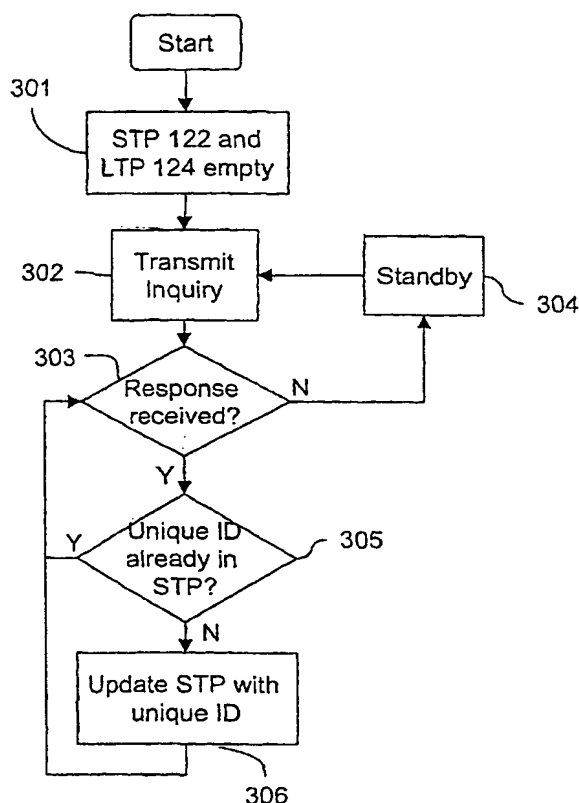 Start
301
STP 122 and
LTP 124 empty
302
Transmit
Inquiry
Standby
304
303
Response
received?
N
Y
Unique ID
already in
STP?
Y
305
N
Update STP with
unique ID
306